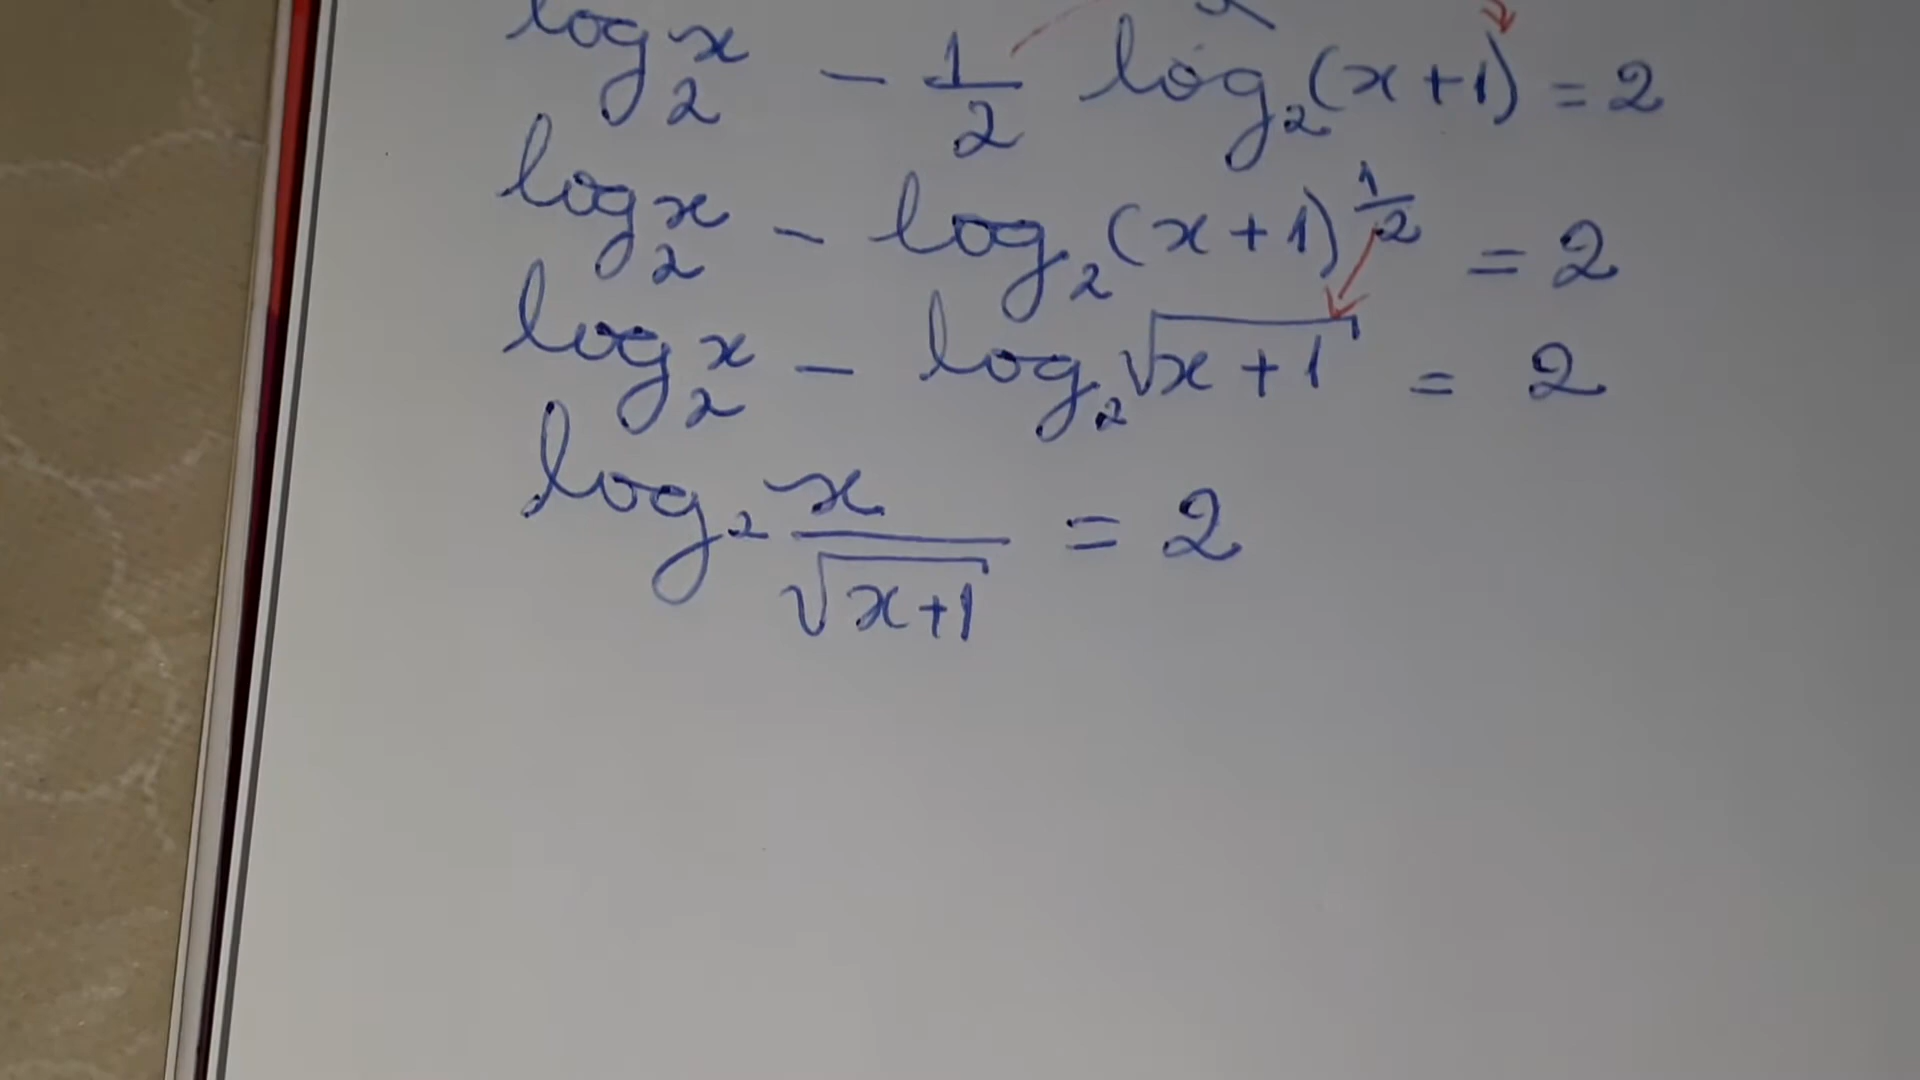 log₂x - 1/2 log₂(x+1) = 2
log₂x - log₂(x+1)^(1/2) = 2
log₂x - log₂√(x+1) = 2
log₂ x/√(x+1) = 2